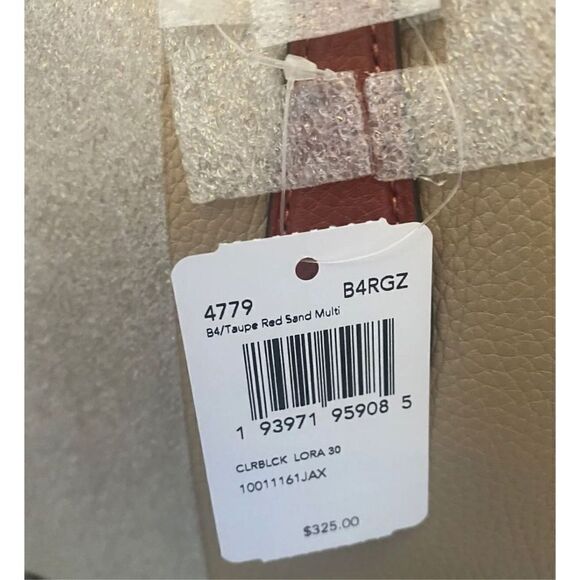 4779 B4RGZ
B4/Taupe Red Sand Multi
1 93971 95908 5
CLRBLCK LORA 30
10011161JAX
$325.00